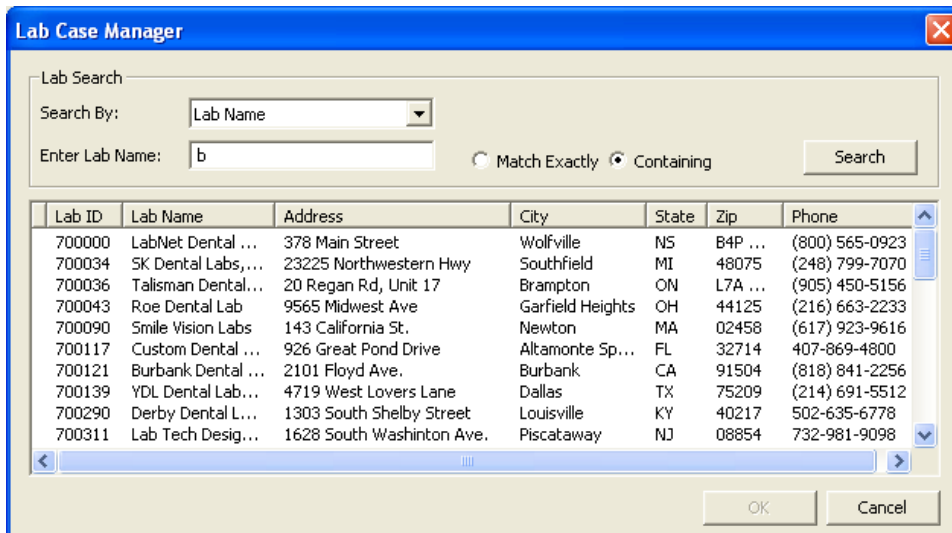 Lab Case Manager
Lab Search
Search By: Lab Name
Enter Lab Name: b Match Exactly Containing Search
Lab ID Lab Name Address City State Zip Phone
700000 LabNet Dental ... 378 Main Street Wolfville NS B4P ... (800) 565-0923
700034 SK Dental Labs,... 23225 Northwestern Hwy Southfield MI 48075 (248) 799-7070
700036 Talisman Dental... 20 Regan Rd, Unit 17 Brampton ON L7A ... (905) 450-5156
700043 Roe Dental Lab 9565 Midwest Ave Garfield Heights OH 44125 (216) 663-2233
700090 Smile Vision Labs 143 California St. Newton MA 02458 (617) 923-9616
700117 Custom Dental ... 926 Great Pond Drive Altamonte Sp... FL 32714 407-869-4800
700121 Burbank Dental ... 2101 Floyd Ave. Burbank CA 91504 (818) 841-2256
700139 YDL Dental Lab... 4719 West Lovers Lane Dallas TX 75209 (214) 691-5512
700290 Derby Dental L... 1303 South Shelby Street Louisville KY 40217 502-635-6778
700311 Lab Tech Desig... 1628 South Washinton Ave. Piscataway NJ 08854 732-981-9098
OK Cancel